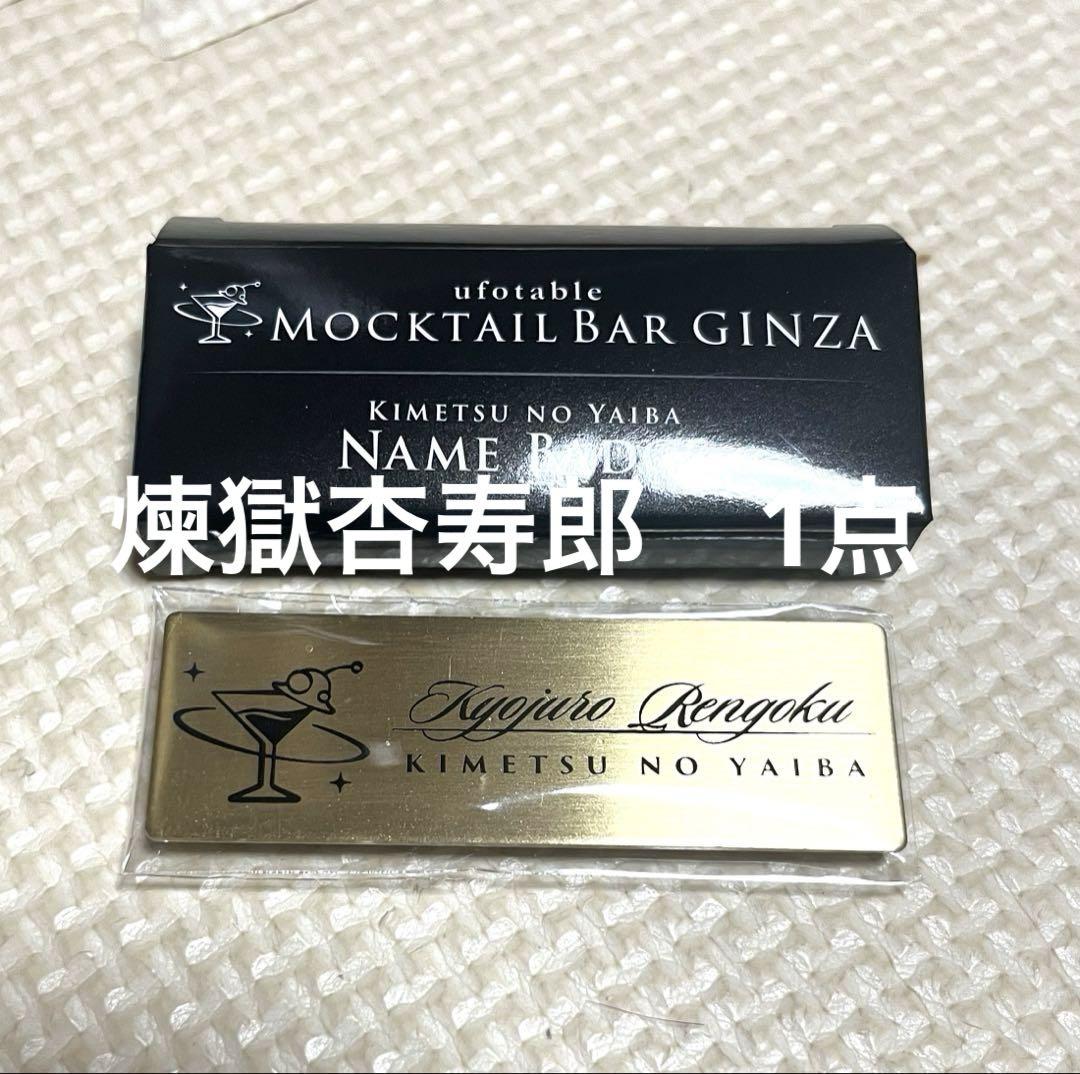 ufotable
MOCKTAIL BAR GINZA
KIMETSU NO YAIBA
NAME
煉獄杏寿郎 1点
Kyojuro Rengoku
KIMETSU NO YAIBA